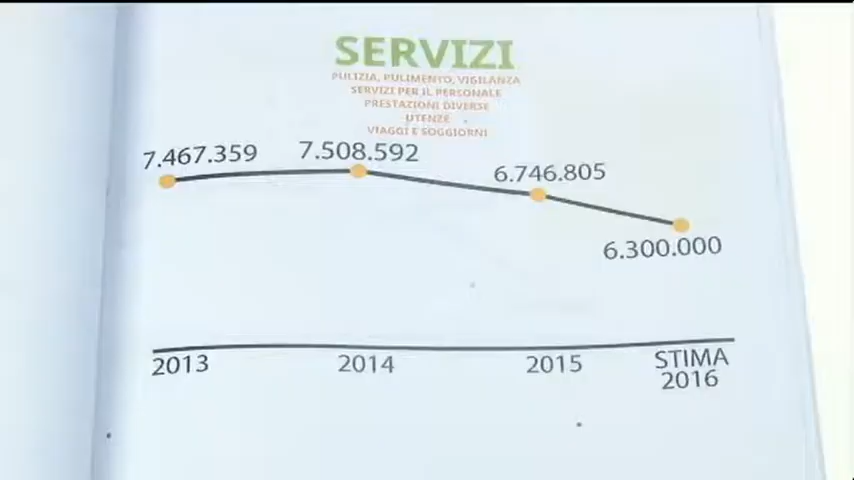 SERVIZI
PULIZIA, PULIMENTO, VIGILANZA
SERVIZI PER IL PERSONALE
PRESTAZIONI DIVERSE
UTENZE
VIAGGI E SOGGIORNI
7.467.359
7.508.592
6.746.805
6.300.000
2013
2014
2015
STIMA
2016